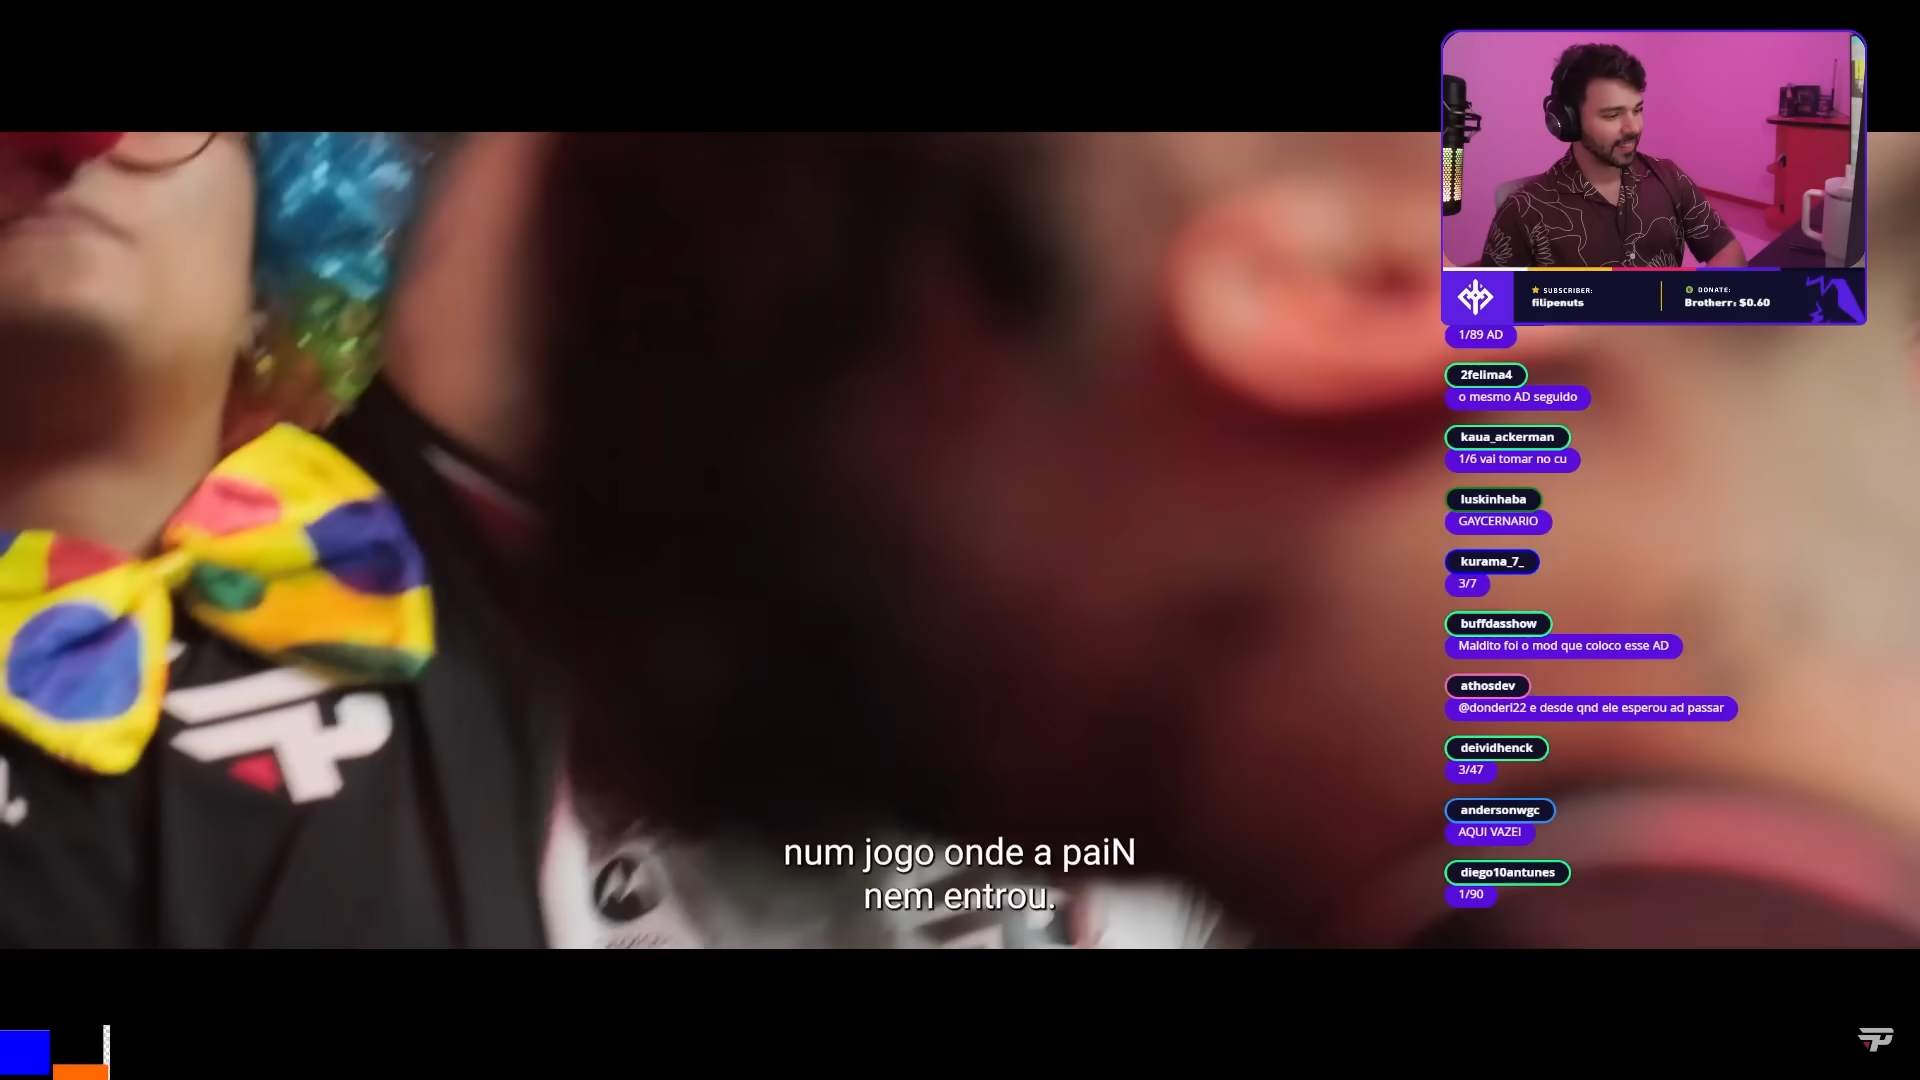 SUBSCRIBER:
filipenuts
DONATE:
Brotherr: $0.60
1/89 AD
2felima4
o mesmo AD seguido
kaua_ackerman
1/6 vai tomar no cu
luskinhaba
GAYCERNARIO
kurama_7_
3/7
buffdasshow
Maldito foi o mod que coloco esse AD
athosdev
@donderi22 e desde qnd ele esperou ad passar
deividhenck
3/47
andersonwgc
AQUI VAZEI
diego10antunes
1/90
num jogo onde a paiN
nem entrou.